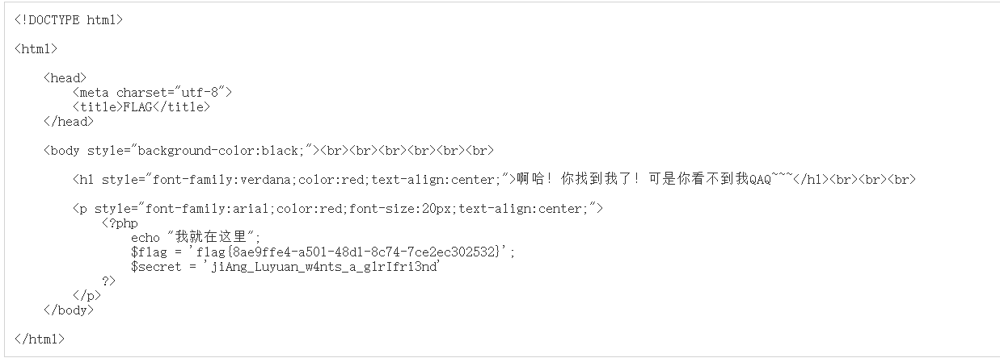 <!DOCTYPE html>
<html>
<head>
<meta charset="utf-8">
<title>FLAG</title>
</head>
<body style="background-color:black;"><br><br><br><br><br><br>
<h1 style="font-family:verdana;color:red;text-align:center;">啊哈！你找到我了！可是你看不到我QAQ~~~</h1><br><br><br>
<p style="font-family:arial;color:red;font-size:20px;text-align:center;">
<?php
echo "我就在这里";
$flag = 'flag{8ae9ffe4-a501-48d1-8c74-7ce2ec302532}';
$secret = 'jiAng_Luyuan_w4nts_a_g1rIfri3nd'
?>
</p>
</body>
</html>